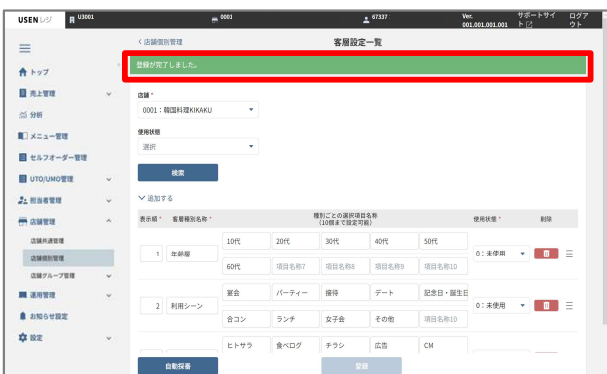 USENレジ U3001 0001 67337 Ver. 001.001.001.001 サポートサイト ログアウト
< 店舗個別管理 客層設定一覧
登録が完了しました。
トップ
売上管理
分析
メニュー管理
セルフオーダー管理
UTO/UMO管理
担当者管理
店舗管理
店舗共通管理
店舗個別管理
店舗グループ管理
運用管理
お知らせ設定
設定
店舗 *
0001：韓国料理KIKAKU
使用状態
選択
検索
追加する
表示順 * 客層種別名称 * 種別ごとの選択項目名称 使用状態 * 削除
(10個まで設定可能)
1 年齢層 10代 20代 30代 40代 50代 0：未使用
60代 項目名称7 項目名称8 項目名称9 項目名称10
2 利用シーン 宴会 パーティー 接待 デート 記念日・誕生日 0：未使用
合コン ランチ 女子会 その他 項目名称10
ヒトサラ 食べログ チラシ 広告 CM
自動採番 登録